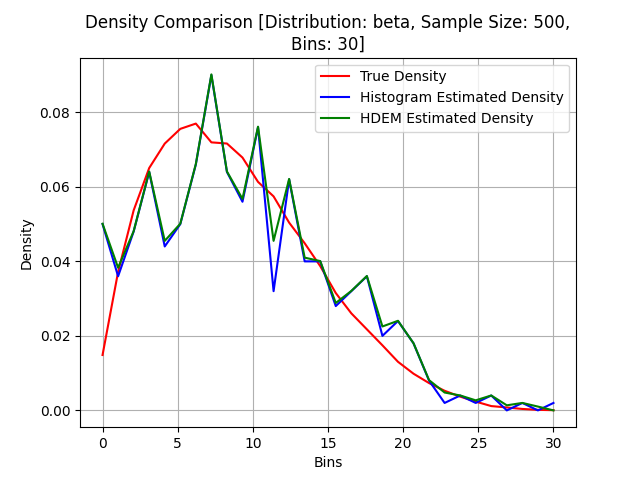 Density Comparison [Distribution: beta, Sample Size: 500,
Bins: 30]
True Density
Histogram Estimated Density
HDEM Estimated Density
Density
0.08
0.06
0.04
0.02
0.00
0 5 10 15 20 25 30
Bins